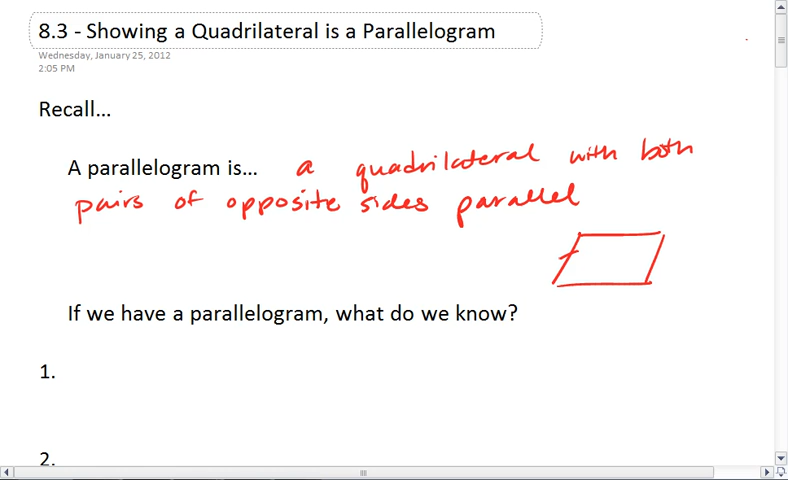 8.3 - Showing a Quadrilateral is a Parallelogram
Wednesday, January 25, 2012
2:05 PM
Recall...
A parallelogram is... a quadrilateral with both
pairs of opposite sides parallel
If we have a parallelogram, what do we know?
1.
2.